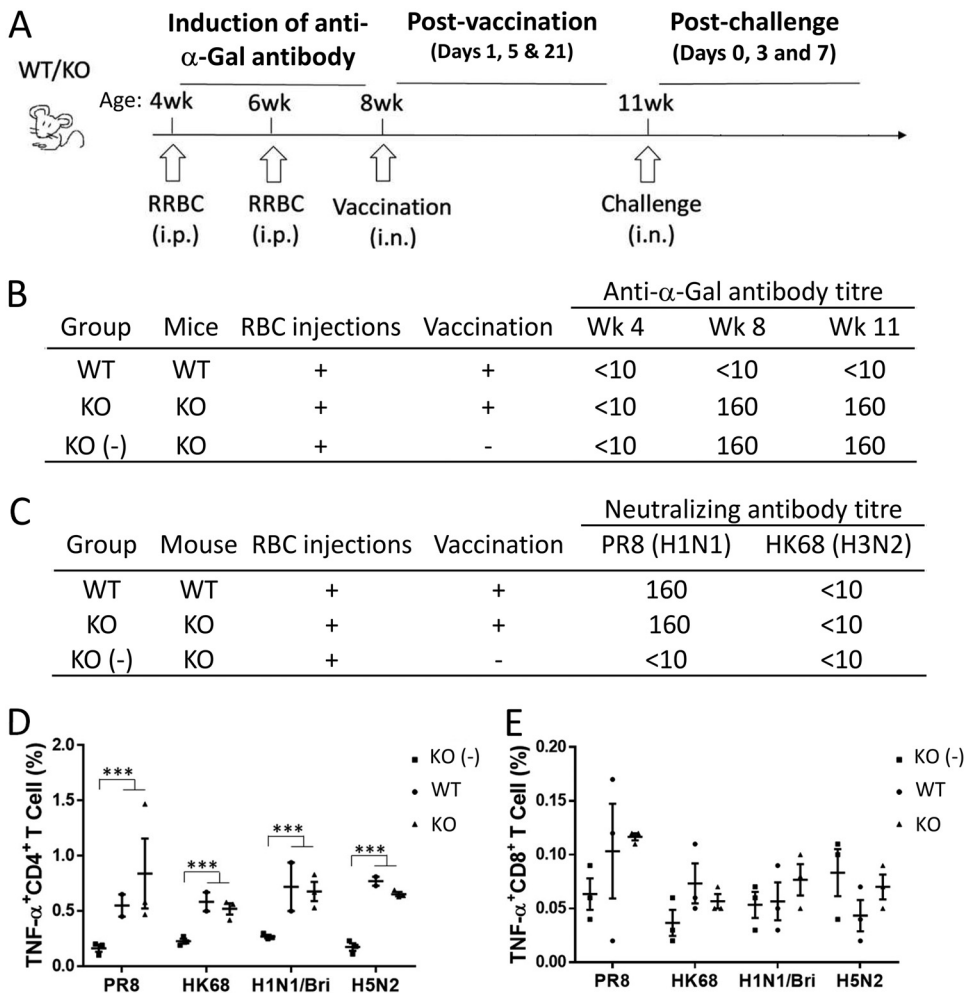 A
Induction of anti-
α-Gal antibody
Post-vaccination
(Days 1, 5 & 21)
Post-challenge
(Days 0, 3 and 7)
WT/KO
Age: 4wk 6wk 8wk 11wk
RRBC
(i.p.)
RRBC
(i.p.)
Vaccination
(i.n.)
Challenge
(i.n.)
B
Anti-α-Gal antibody titre
Group Mice RBC injections Vaccination Wk 4 Wk 8 Wk 11
WT WT + + <10 <10 <10
KO KO + + <10 160 160
KO (-) KO + - <10 160 160
C
Neutralizing antibody titre
Group Mouse RBC injections Vaccination PR8 (H1N1) HK68 (H3N2)
WT WT + + 160 <10
KO KO + + 160 <10
KO (-) KO + - <10 <10
D
TNF-α⁺CD4⁺ T Cell (%)
2.0
1.5
1.0
0.5
0.0
***
***
***
***
PR8 HK68 H1N1/Bri H5N2
KO (-)
WT
KO
E
TNF-α⁺CD8⁺ T Cell (%)
0.20
0.15
0.10
0.05
0.00
PR8 HK68 H1N1/Bri H5N2
KO (-)
WT
KO